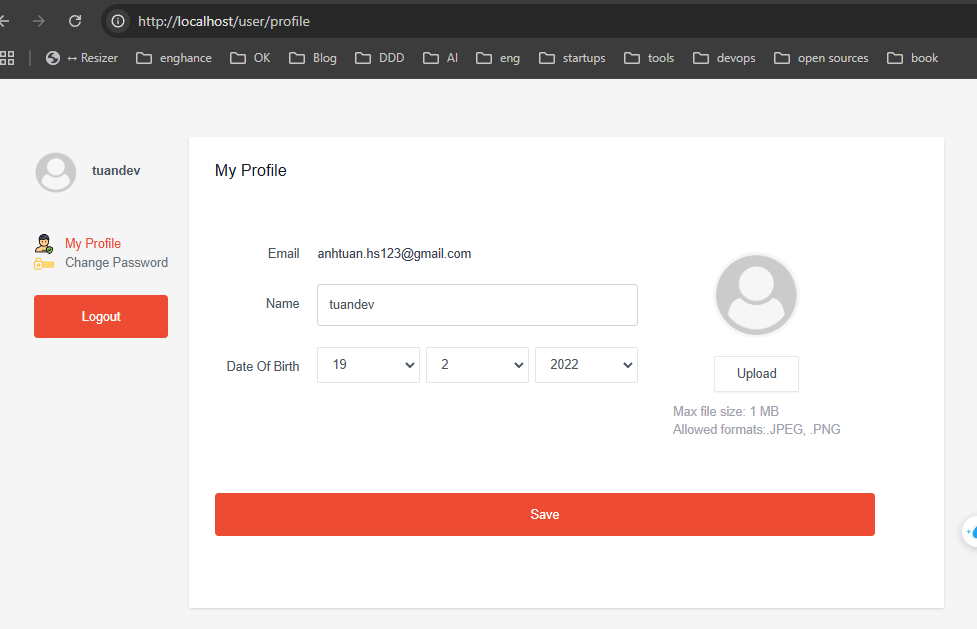 http://localhost/user/profile
↔ Resizer enghance OK Blog DDD AI eng startups tools devops open sources book
tuandev
My Profile
Change Password
Logout
My Profile
Email anhtuan.hs123@gmail.com
Name tuandev
Date Of Birth 19 2 2022
Upload
Max file size: 1 MB
Allowed formats:.JPEG, .PNG
Save